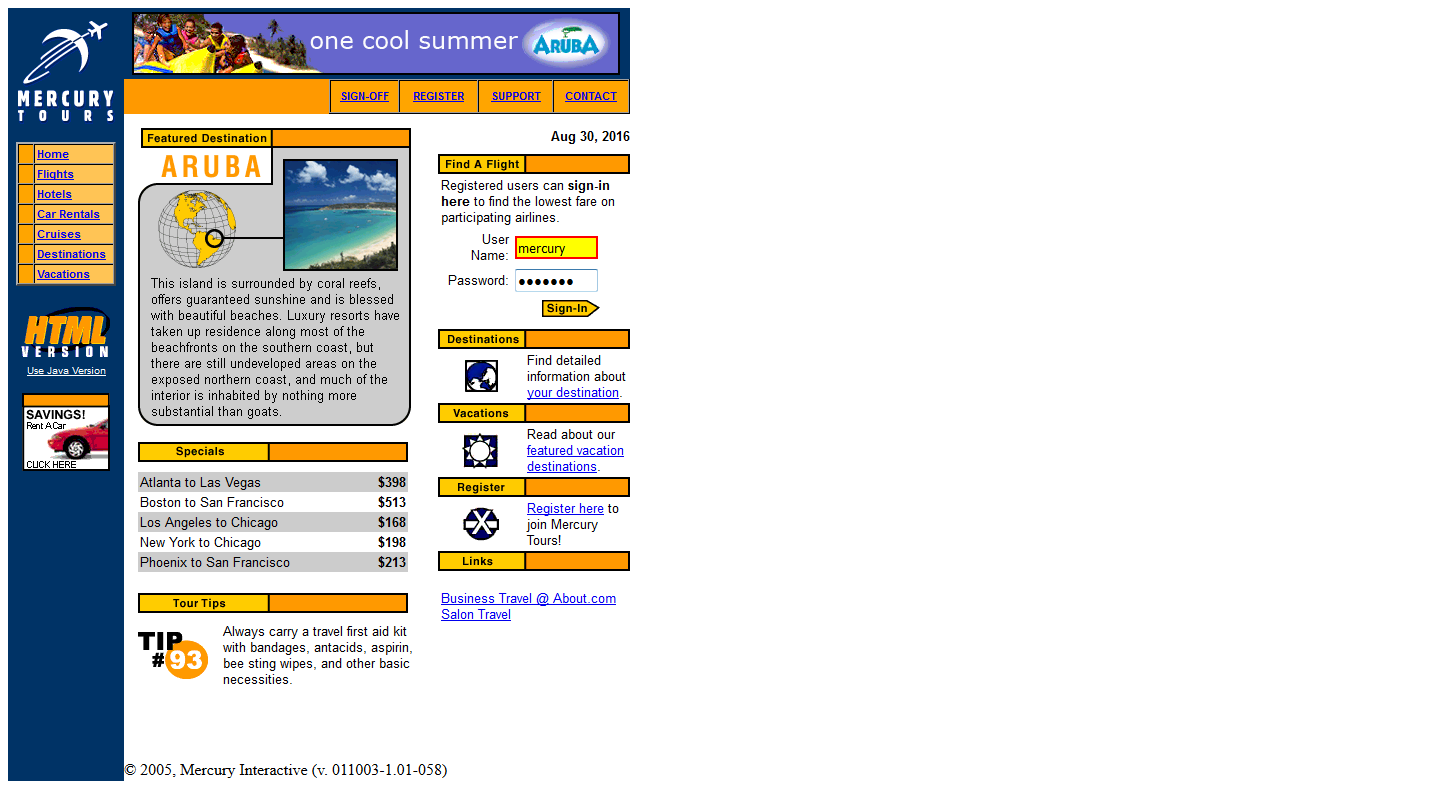 one cool summer ARUBA
MERCURY
TOURS
SIGN-OFF REGISTER SUPPORT CONTACT
Home
Flights
Hotels
Car Rentals
Cruises
Destinations
Vacations
HTML
VERSION
Use Java Version
SAVINGS!
Rent A Car
CLICK HERE
Featured Destination
ARUBA
This island is surrounded by coral reefs,
offers guaranteed sunshine and is blessed
with beautiful beaches. Luxury resorts have
taken up residence along most of the
beachfronts on the southern coast, but
there are still undeveloped areas on the
exposed northern coast, and much of the
interior is inhabited by nothing more
substantial than goats.
Specials
Atlanta to Las Vegas $398
Boston to San Francisco $513
Los Angeles to Chicago $168
New York to Chicago $198
Phoenix to San Francisco $213
Tour Tips
TIP
#93
Always carry a travel first aid kit
with bandages, antacids, aspirin,
bee sting wipes, and other basic
necessities.
Aug 30, 2016
Find A Flight
Registered users can sign-in
here to find the lowest fare on
participating airlines.
User
Name: mercury
Password: •••••••
Sign-In
Destinations
Find detailed
information about
your destination.
Vacations
Read about our
featured vacation
destinations.
Register
Register here to
join Mercury
Tours!
Links
Business Travel @ About.com
Salon Travel
© 2005, Mercury Interactive (v. 011003-1.01-058)